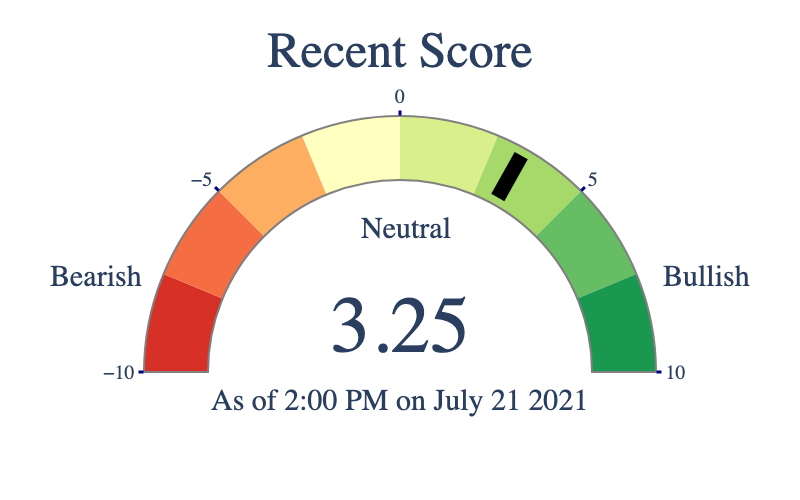 Recent Score
0
−5
5
Neutral
Bearish
Bullish
3.25
−10
10
As of 2:00 PM on July 21 2021